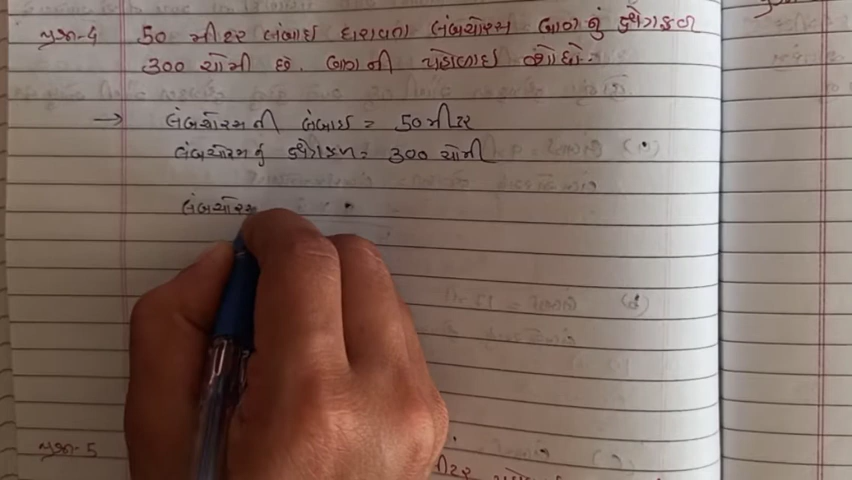 પ્રશ્ન-4 50 મીટર લંબાઈ ધરાવતા લંબચોરસ બાગનું ક્ષેત્રફળ
300 ચોમી છે. બાગની પહોળાઈ શોધો.
→ લંબચોરસની લંબાઈ = 50 મીટર
લંબચોરસનું ક્ષેત્રફળ = 300 ચોમી
લંબચોરસ
પ્રશ્ન-5 મીટર